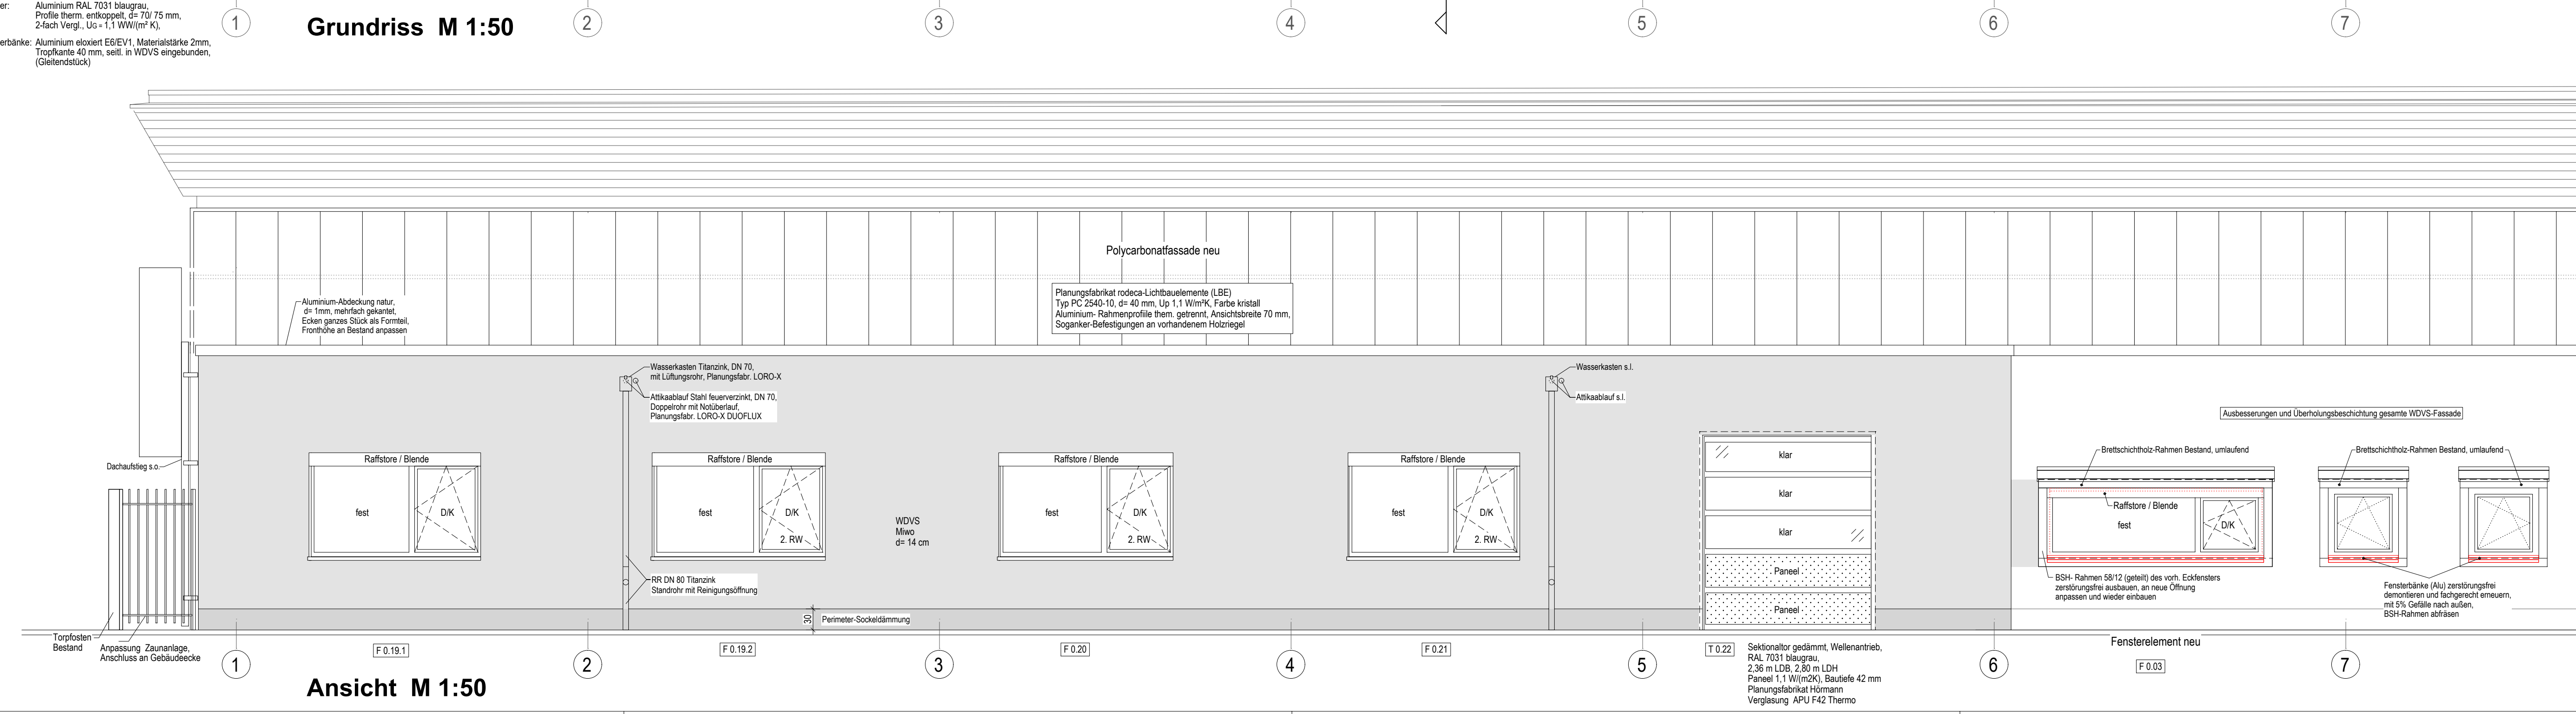 er: Aluminium RAL 7031 blaugrau,
Profile therm. entkoppelt, d= 70/ 75 mm,
2-fach Vergl., UG = 1,1 WW/(m² K),
erbänke: Aluminium eloxiert E6/EV1, Materialstärke 2mm,
Tropfkante 40 mm, seitl. in WDVS eingebunden,
(Gleitendstück)
1
Grundriss M 1:50
2
3
4
5
6
7
Polycarbonatfassade neu
Planungsfabrikat rodeca-Lichtbauelemente (LBE)
Typ PC 2540-10, d= 40 mm, Up 1,1 W/m²K, Farbe kristall
Aluminium- Rahmenprofiile them. getrennt, Ansichtsbreite 70 mm,
Soganker-Befestigungen an vorhandenem Holzriegel
Aluminium-Abdeckung natur,
d= 1mm, mehrfach gekantet,
Ecken ganzes Stück als Formteil,
Fronthöhe an Bestand anpassen
Wasserkasten Titanzink, DN 70,
mit Lüftungsrohr, Planungsfabr. LORO-X
Attikaablauf Stahl feuerverzinkt, DN 70,
Doppelrohr mit Notüberlauf,
Planungsfabr. LORO-X DUOFLUX
Wasserkasten s.l.
Attikaablauf s.l.
Ausbesserungen und Überholungsbeschichtung gesamte WDVS-Fassade
Dachaufstieg s.o.
Raffstore / Blende
fest
D/K
Raffstore / Blende
fest
D/K
2. RW
WDVS
Miwo
d= 14 cm
Raffstore / Blende
fest
D/K
2. RW
Raffstore / Blende
fest
D/K
2. RW
klar
klar
klar
Paneel
Paneel
Brettschichtholz-Rahmen Bestand, umlaufend
Raffstore / Blende
fest
D/K
Brettschichtholz-Rahmen Bestand, umlaufend
RR DN 80 Titanzink
Standrohr mit Reinigungsöffnung
BSH- Rahmen 58/12 (geteilt) des vorh. Eckfensters
zerstörungsfrei ausbauen, an neue Öffnung
anpassen und wieder einbauen
Fensterbänke (Alu) zerstörungsfrei
demontieren und fachgerecht erneuern,
mit 5% Gefälle nach außen,
BSH-Rahmen abfräsen
30
Perimeter-Sockeldämmung
Torpfosten
Bestand
Anpassung Zaunanlage,
Anschluss an Gebäudeecke
1
F 0.19.1
2
F 0.19.2
3
F 0.20
4
F 0.21
5
T 0.22
Sektionaltor gedämmt, Wellenantrieb,
RAL 7031 blaugrau,
2,36 m LDB, 2,80 m LDH
Paneel 1,1 W/(m2K), Bautiefe 42 mm
Planungsfabrikat Hörmann
Verglasung APU F42 Thermo
6
Fensterelement neu
F 0.03
7
Ansicht M 1:50